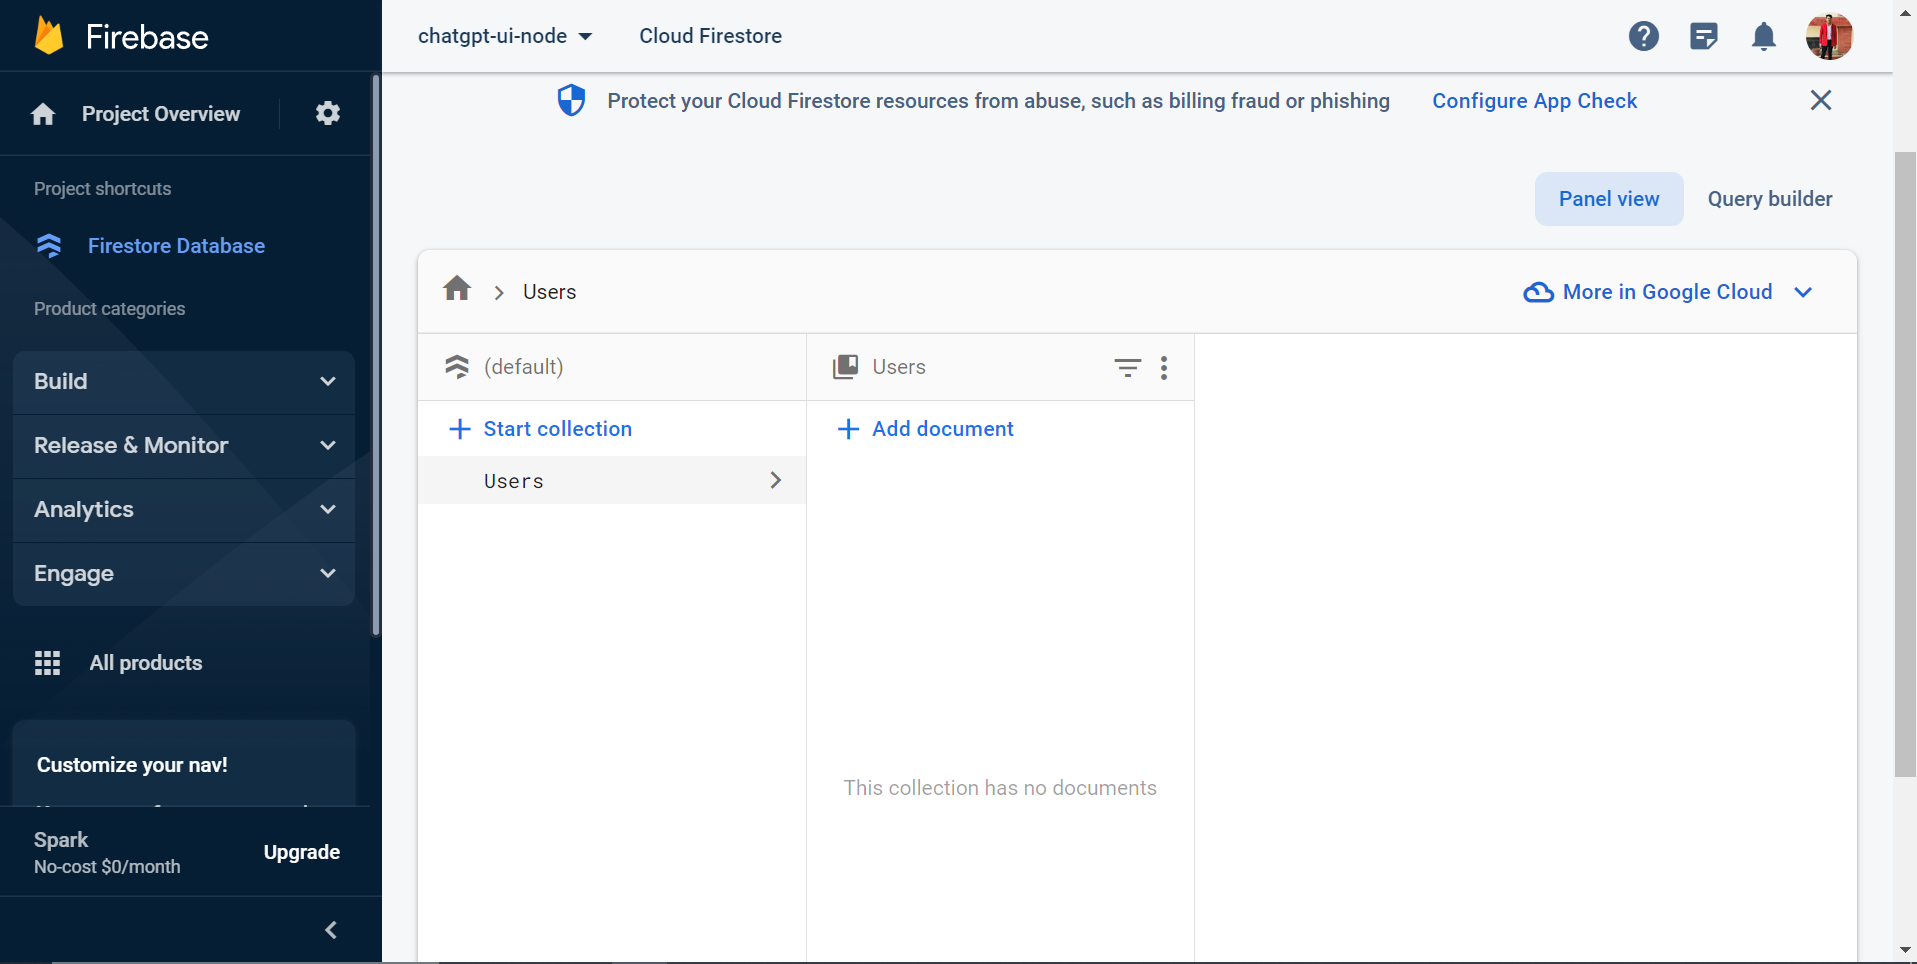 Firebase
chatgpt-ui-node
Cloud Firestore
Project Overview
Protect your Cloud Firestore resources from abuse, such as billing fraud or phishing
Configure App Check
Project shortcuts
Firestore Database
Product categories
Build
Release & Monitor
Analytics
Engage
All products
Customize your nav!
Spark
No-cost $0/month
Upgrade
Panel view
Query builder
Users
More in Google Cloud
(default)
Users
Start collection
Add document
Users
This collection has no documents